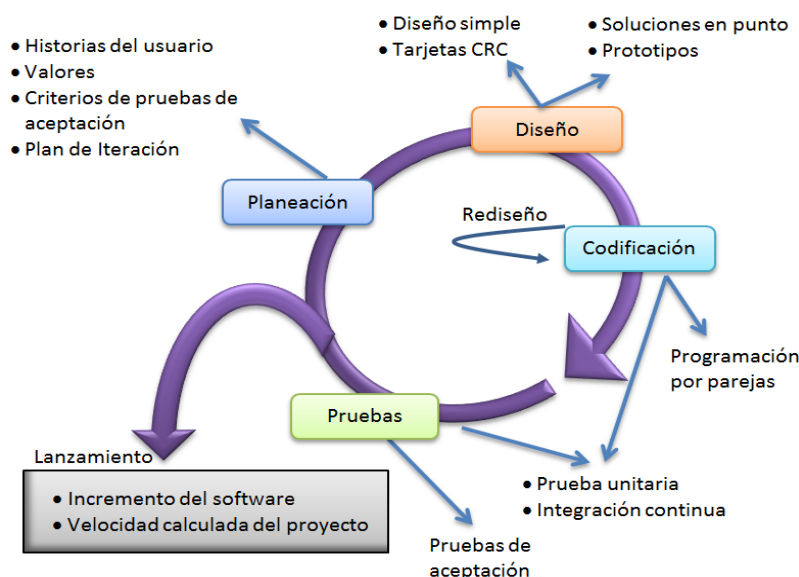 • Historias del usuario
• Valores
• Criterios de pruebas de
aceptación
• Plan de Iteración
• Diseño simple
• Tarjetas CRC
• Soluciones en punto
• Prototipos
Diseño
Planeación
Rediseño
Codificación
Programación
por parejas
Pruebas
Lanzamiento
• Incremento del software
• Velocidad calculada del proyecto
• Prueba unitaria
• Integración continua
Pruebas de
aceptación